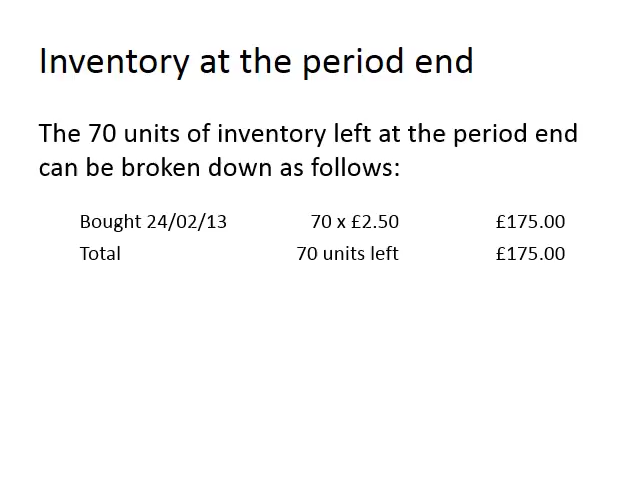 Inventory at the period end
The 70 units of inventory left at the period end
can be broken down as follows:
Bought 24/02/13 70 x £2.50 £175.00
Total 70 units left £175.00